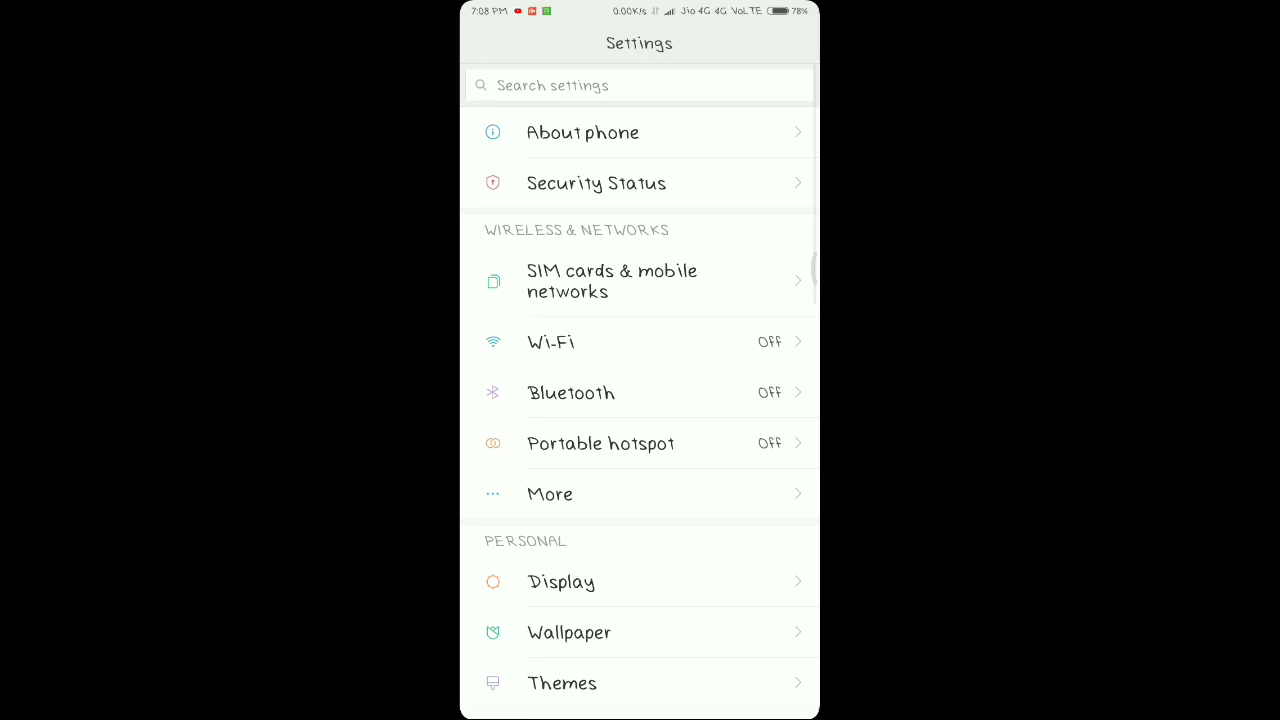 7:08 PM 0.00K/s Jio 4G 4G VoLTE 78%
Settings
Search settings
About phone
Security Status
WIRELESS & NETWORKS
SIM cards & mobile
networks
Wi-Fi Off
Bluetooth Off
Portable hotspot Off
More
PERSONAL
Display
Wallpaper
Themes